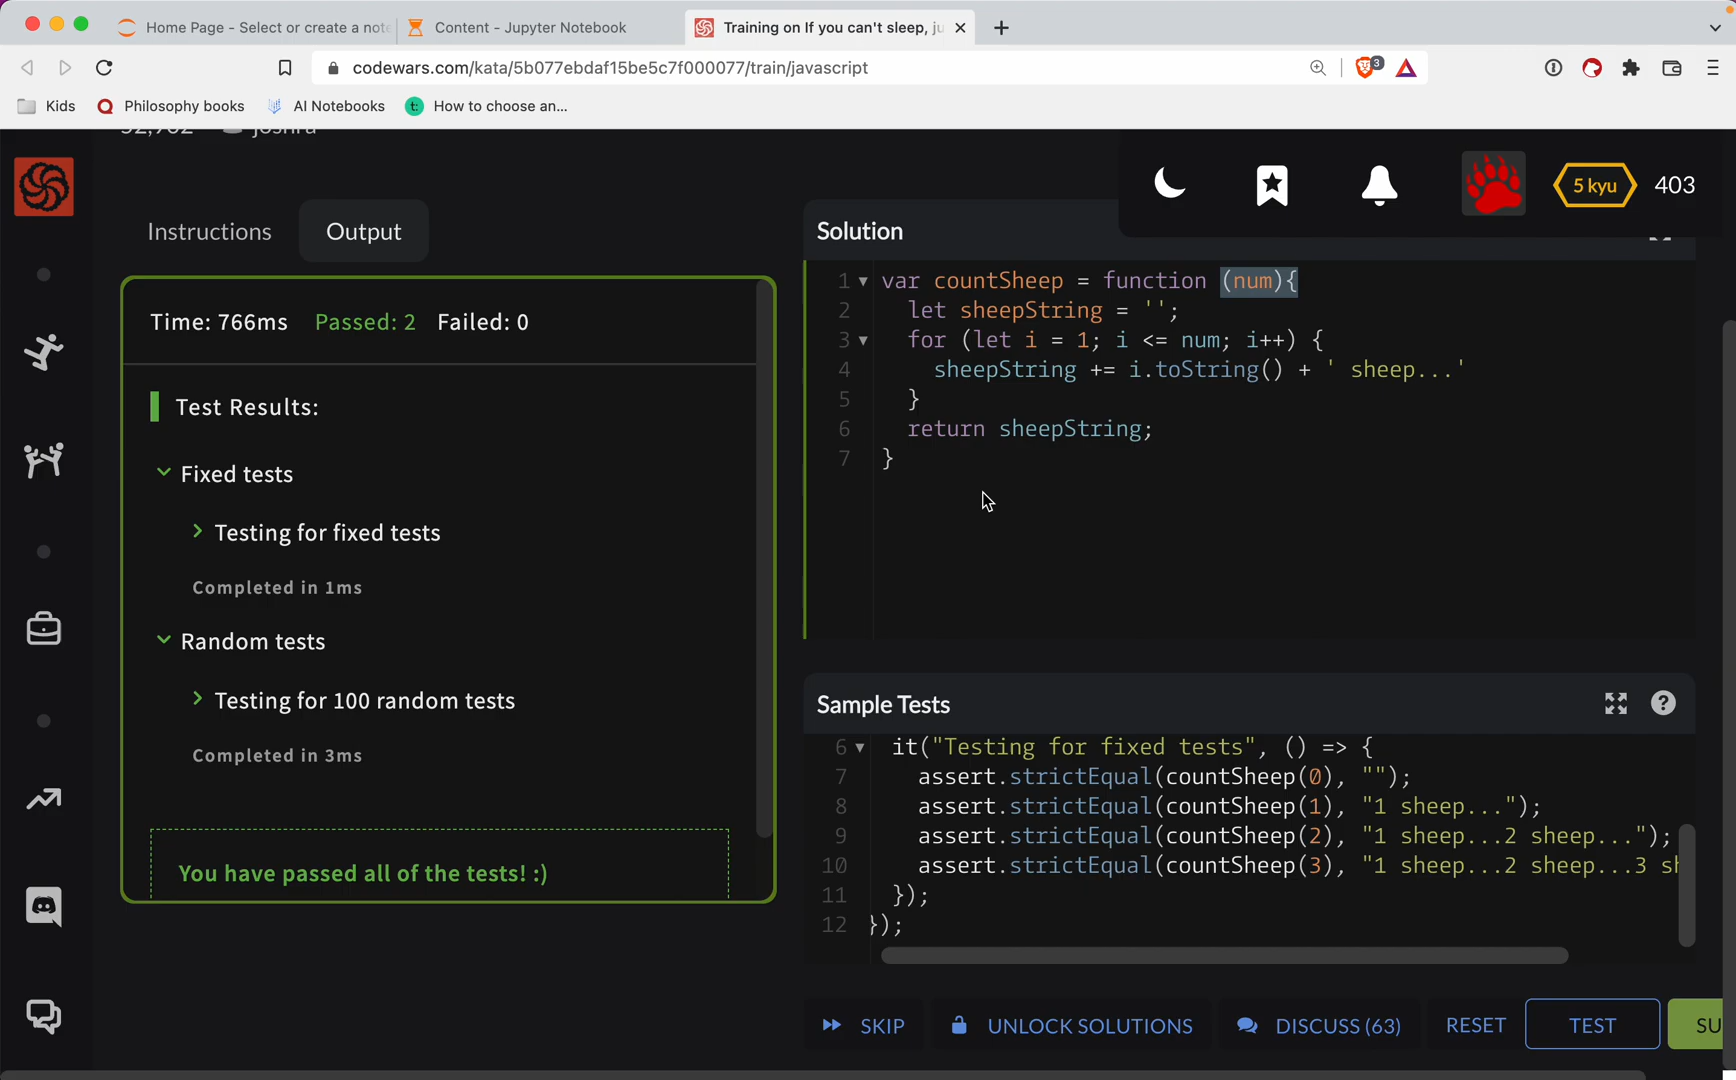 Home Page - Select or create a note
Content - Jupyter Notebook
Training on If you can't sleep, ju
codewars.com/kata/5b077ebdaf15be5c7f000077/train/javascript
3
Kids
Philosophy books
AI Notebooks
t:
How to choose an...
5 kyu
403
Instructions
Output
Time: 766ms Passed: 2 Failed: 0
Test Results:
Fixed tests
Testing for fixed tests
Completed in 1ms
Random tests
Testing for 100 random tests
Completed in 3ms
You have passed all of the tests! :)
Solution
1 var countSheep = function (num){
2 let sheepString = '';
3 for (let i = 1; i <= num; i++) {
4 sheepString += i.toString() + ' sheep...'
5 }
6 return sheepString;
7 }
Sample Tests
?
6 it("Testing for fixed tests", () => {
7 assert.strictEqual(countSheep(0), "");
8 assert.strictEqual(countSheep(1), "1 sheep...");
9 assert.strictEqual(countSheep(2), "1 sheep...2 sheep...");
10 assert.strictEqual(countSheep(3), "1 sheep...2 sheep...3 sh
11 });
12 });
SKIP
UNLOCK SOLUTIONS
DISCUSS (63)
RESET
TEST
SU